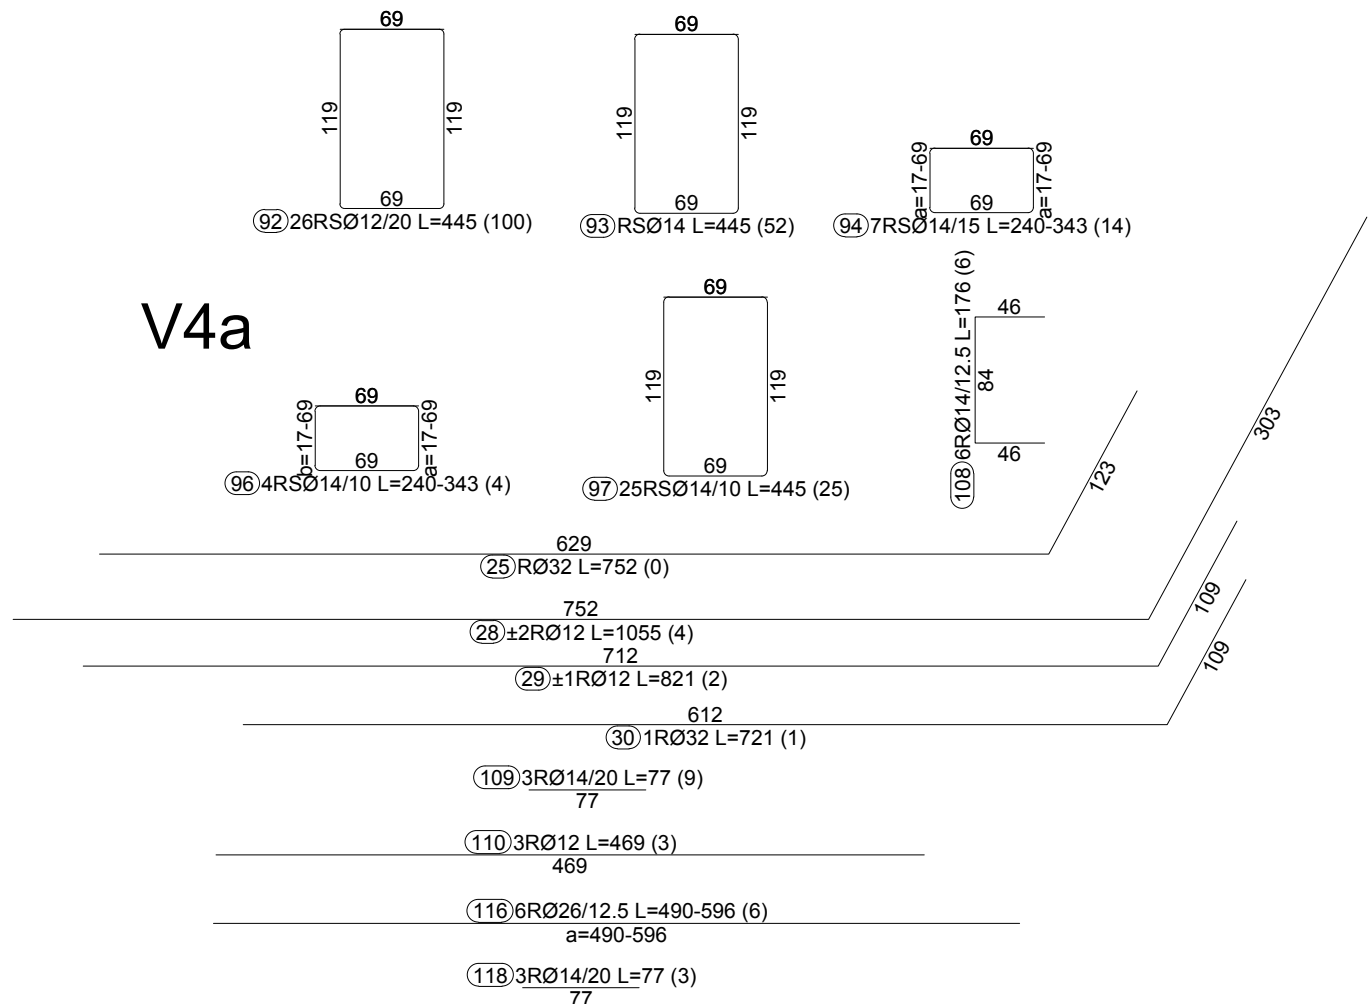 69
119
119
69
92 26RSØ12/20 L=445 (100)
69
119
119
69
93 RSØ14 L=445 (52)
69
a=17-69
a=17-69
69
94 7RSØ14/15 L=240-343 (14)
V4a
69
b=17-69
a=17-69
69
96 4RSØ14/10 L=240-343 (4)
69
119
119
69
97 25RSØ14/10 L=445 (25)
46
84
46
108 6RØ14/12.5 L=176 (6)
629
123
25 RØ32 L=752 (0)
752
303
28 ±2RØ12 L=1055 (4)
712
109
29 ±1RØ12 L=821 (2)
612
109
30 1RØ32 L=721 (1)
109 3RØ14/20 L=77 (9)
77
110 3RØ12 L=469 (3)
469
116 6RØ26/12.5 L=490-596 (6)
a=490-596
118 3RØ14/20 L=77 (3)
77